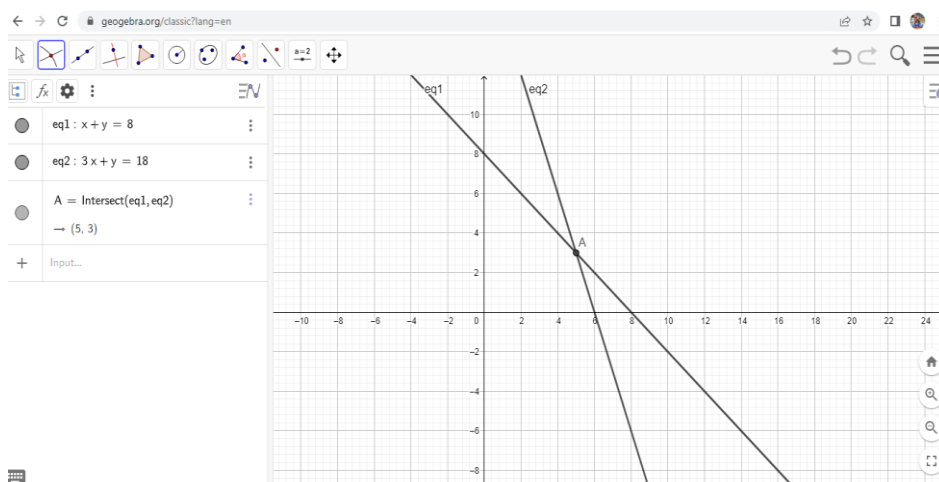 geogebra.org/classic?lang=en
a=2
fx
eq1 : x + y = 8
eq2 : 3 x + y = 18
A = Intersect(eq1, eq2)
→ (5, 3)
+ Input...
eq1
eq2
A
10
8
6
4
2
−2
−4
−6
−8
−10 −8 −6 −4 −2 0 2 4 6 8 10 12 14 16 18 20 22 24